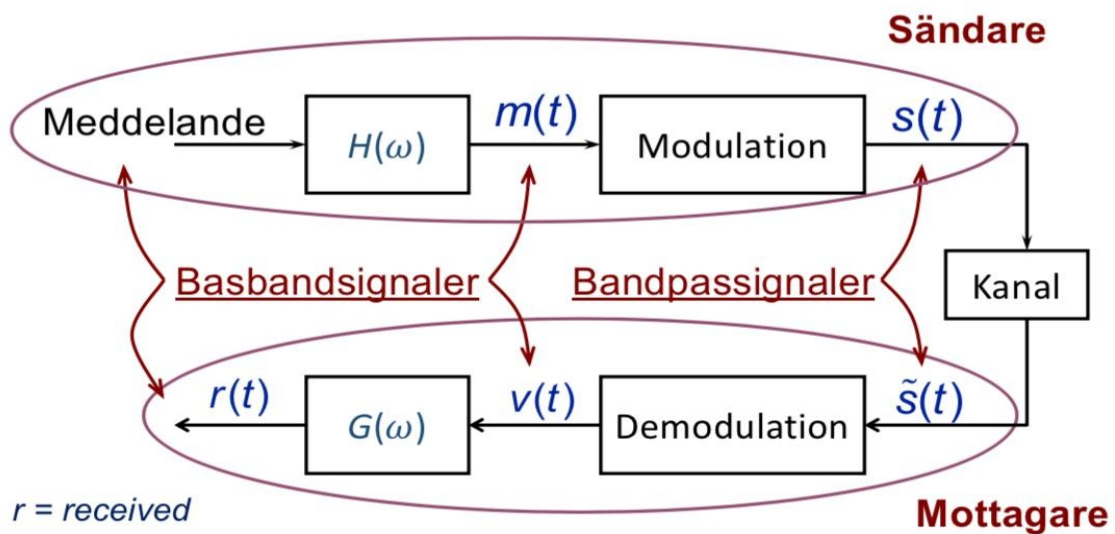 Sändare
Meddelande
H(ω)
m(t)
Modulation
s(t)
Basbandsignaler
Bandpassignaler
Kanal
r(t)
G(ω)
v(t)
Demodulation
s̃(t)
r = received
Mottagare